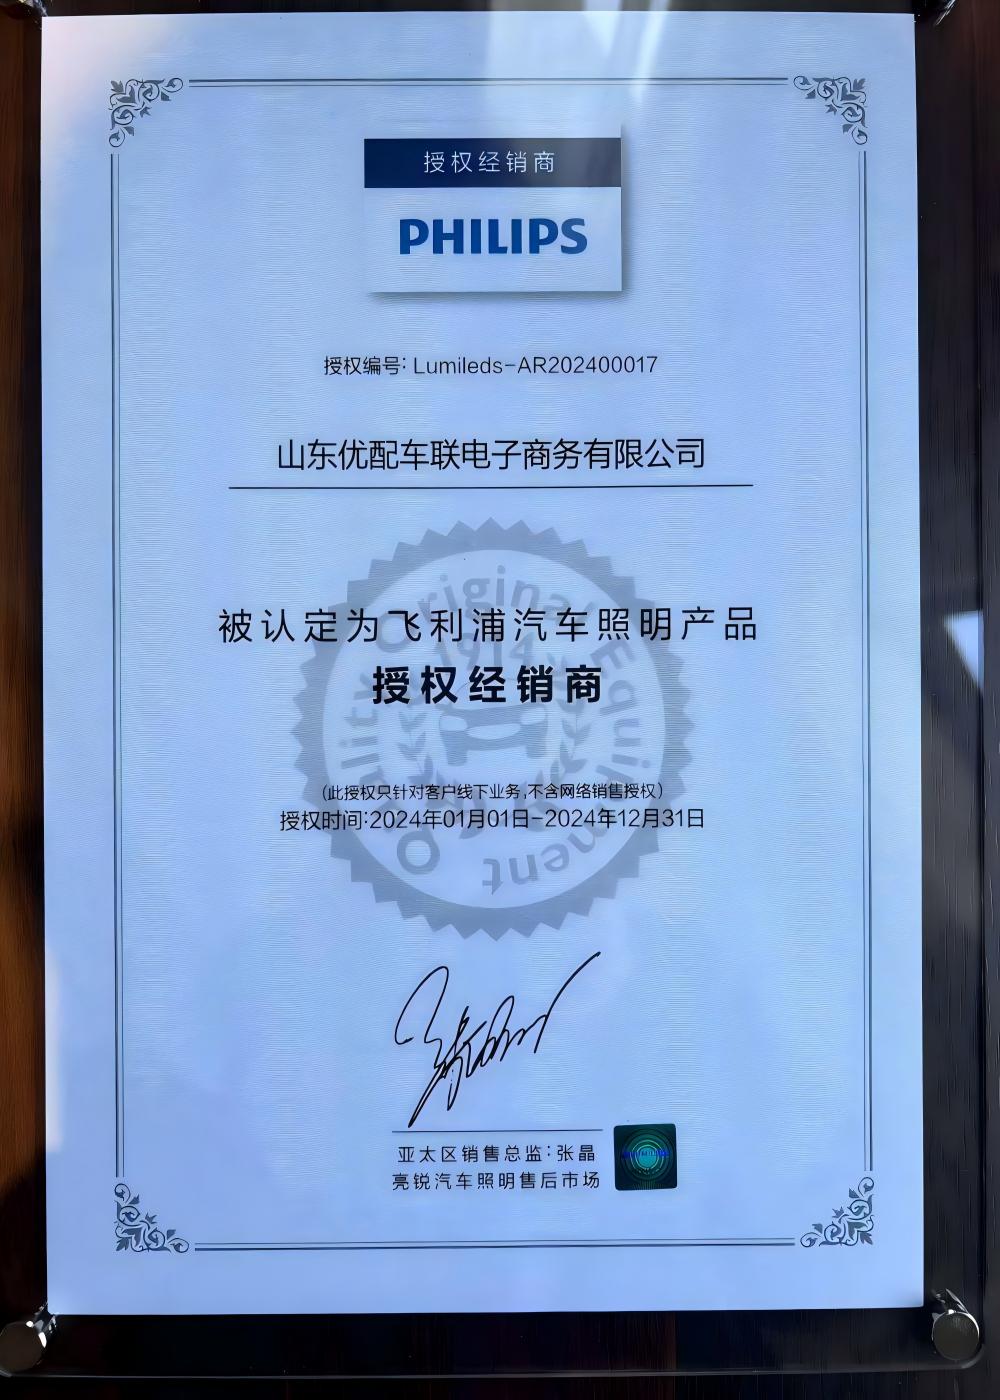 授权经销商
PHILIPS
授权编号: Lumileds-AR202400017
山东优配车联电子商务有限公司
Original Equipment Quality
1914
被认定为飞利浦汽车照明产品
授权经销商
(此授权只针对客户线下业务,不含网络销售授权)
授权时间:2024年01月01日-2024年12月31日
亚太区销售总监:张晶
亮锐汽车照明售后市场